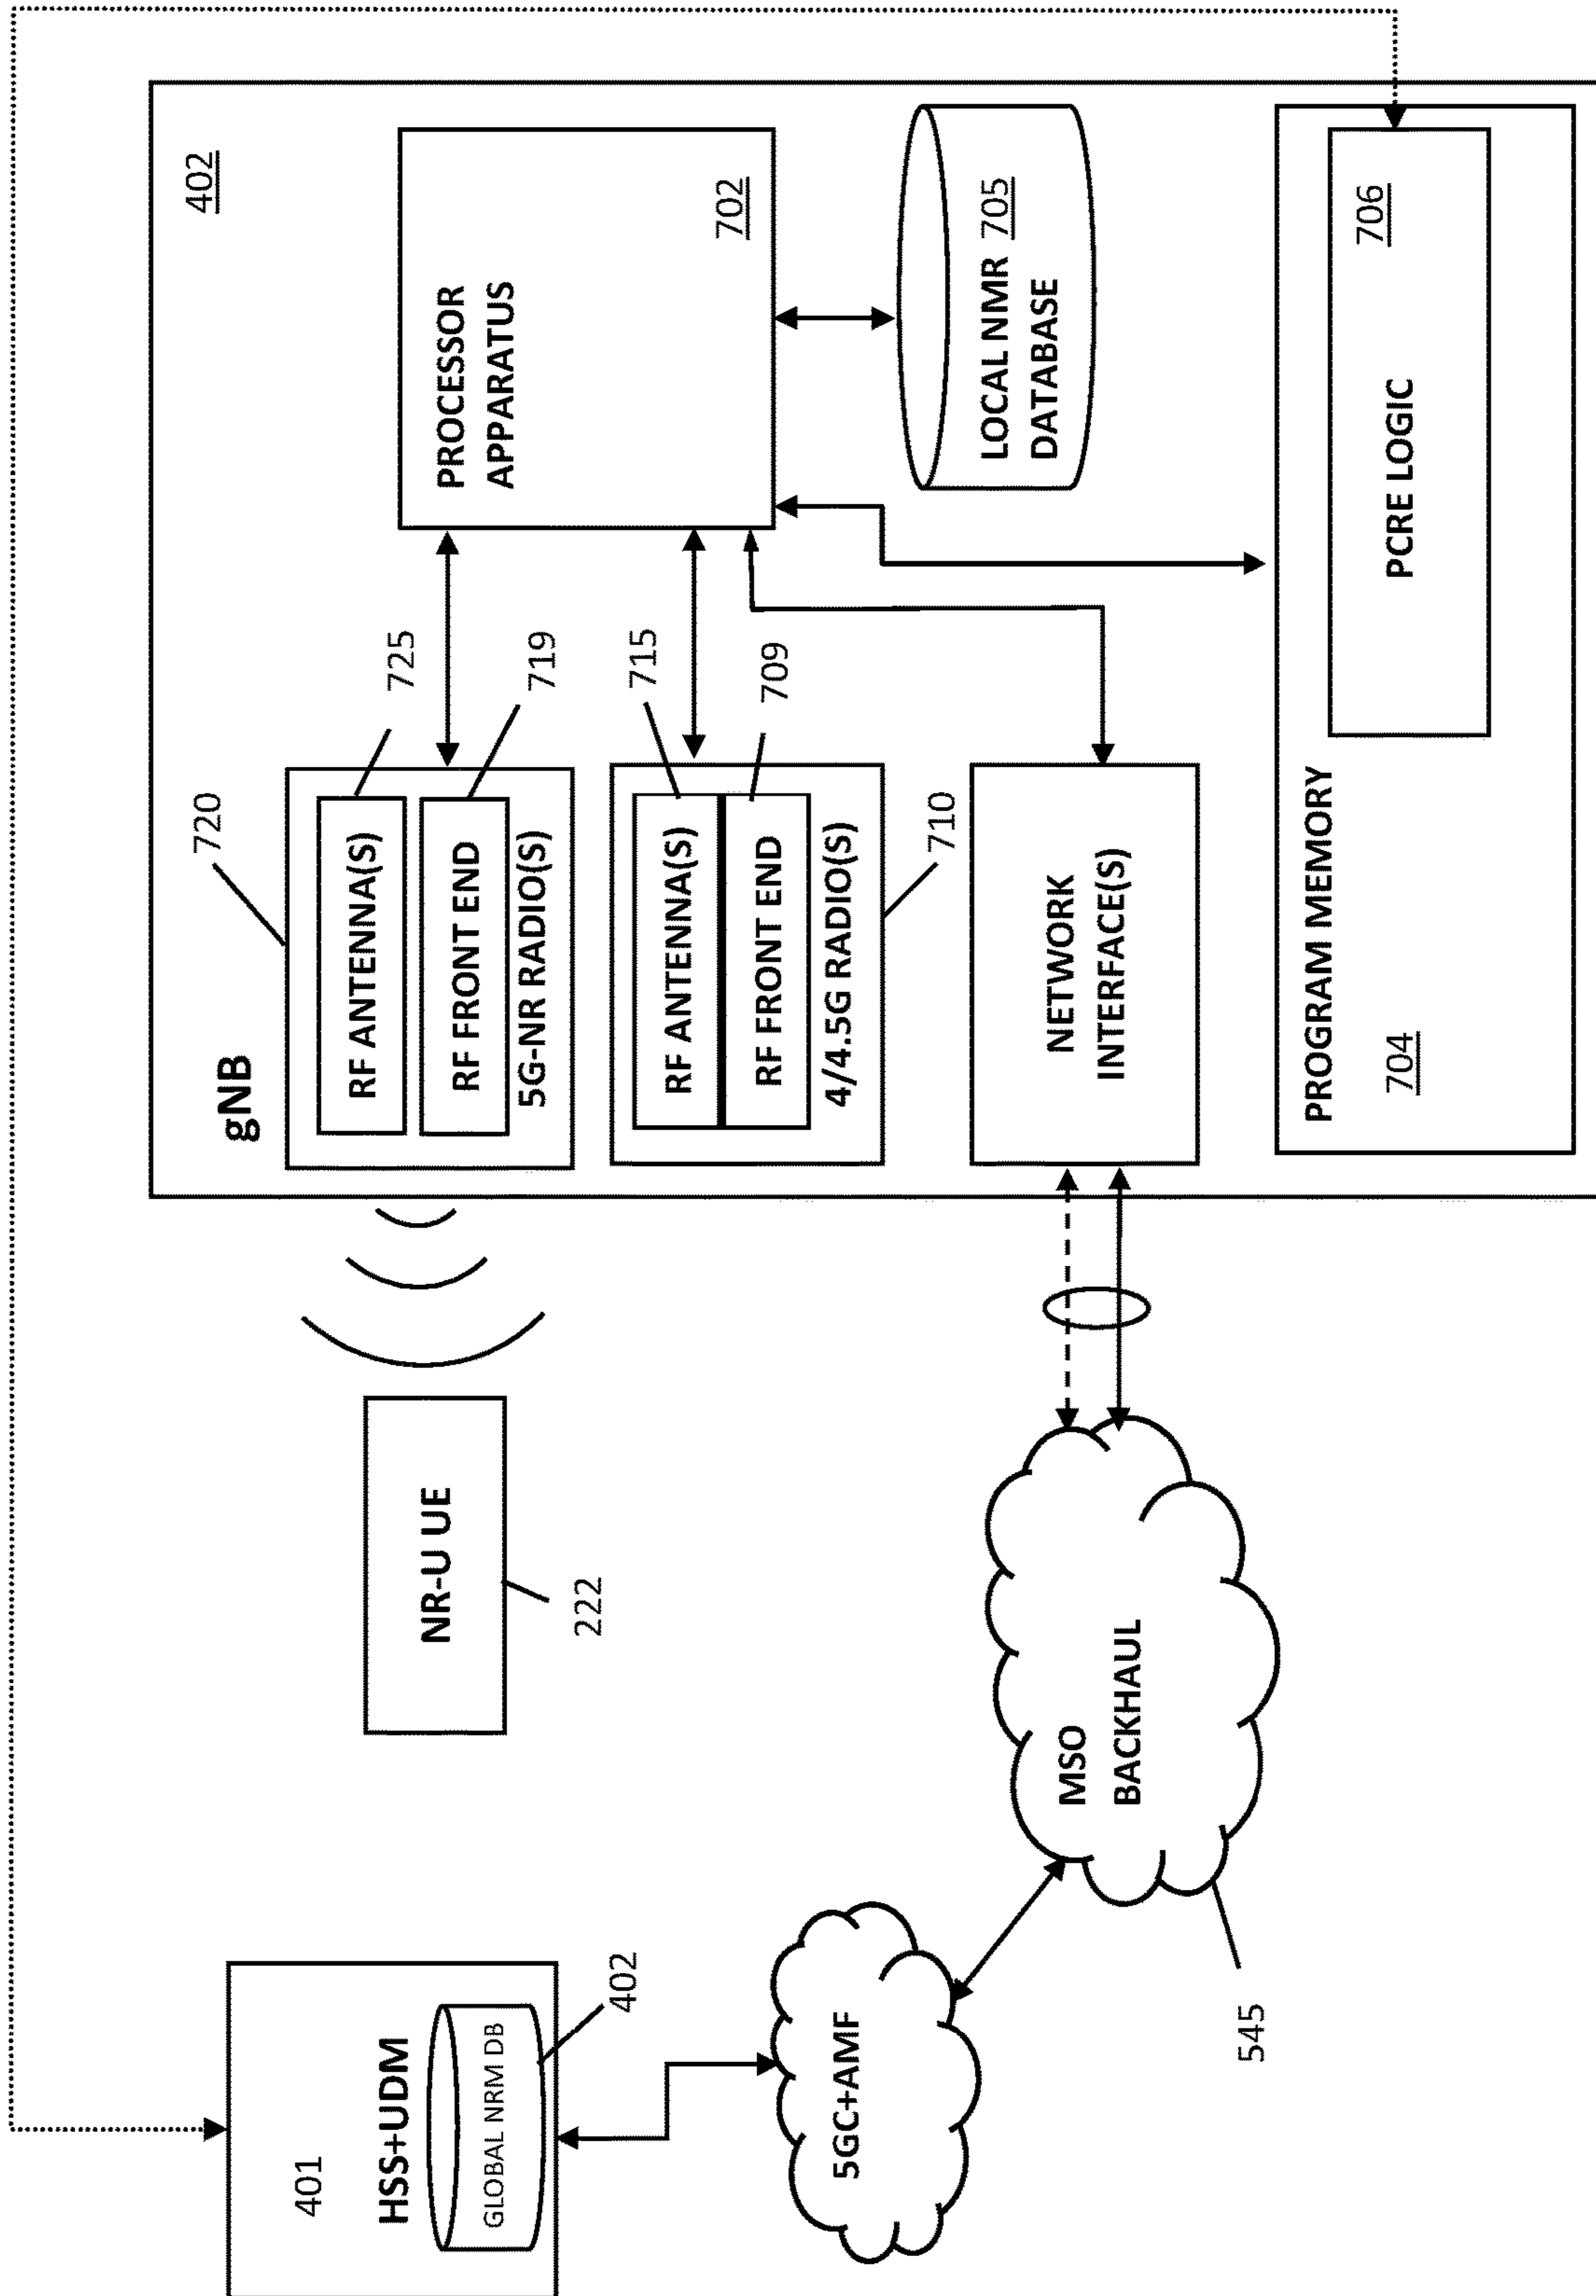 401
HSS+UDM
GLOBAL NRM DB
402
5GC+AMF
MSO
BACKHAUL
545
NR-U UE
222
gNB
402
720
RF ANTENNA(S)
RF FRONT END
5G-NR RADIO(S)
725
719
RF ANTENNA(S)
RF FRONT END
4/4.5G RADIO(S)
715
709
710
NETWORK
INTERFACE(S)
PROCESSOR
APPARATUS
702
LOCAL NMR 705
DATABASE
PROGRAM MEMORY
704
PCRE LOGIC
706